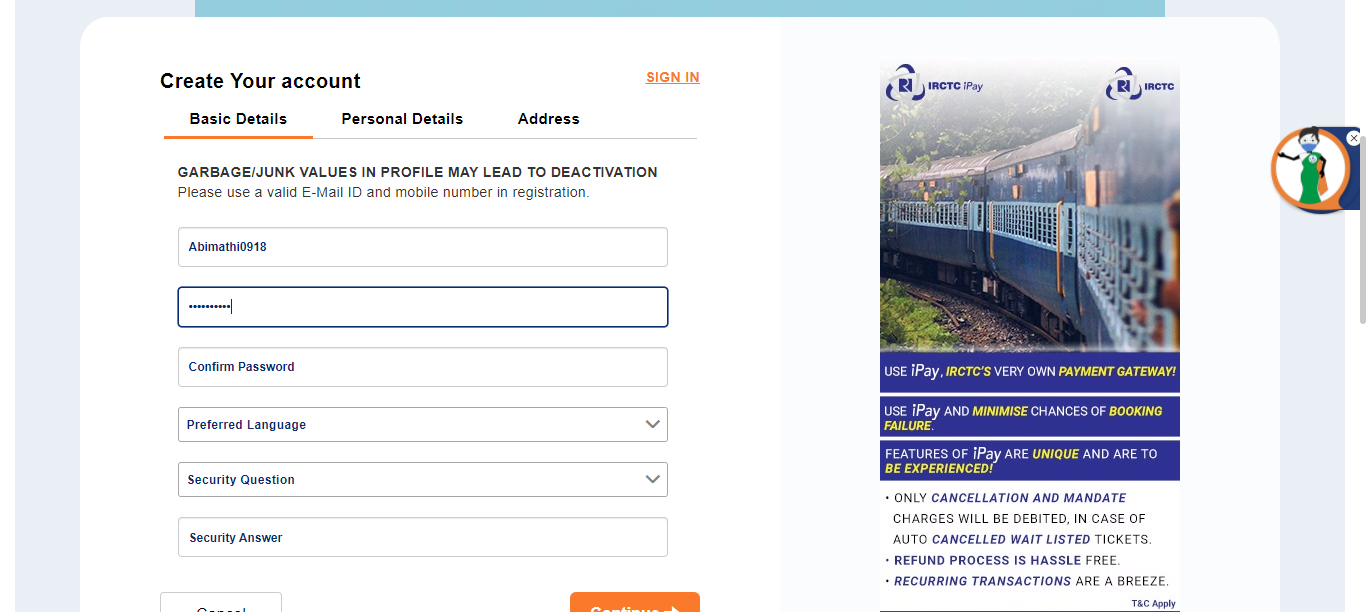 Create Your account
SIGN IN
Basic Details
Personal Details
Address
GARBAGE/JUNK VALUES IN PROFILE MAY LEAD TO DEACTIVATION
Please use a valid E-Mail ID and mobile number in registration.
Abimathi0918
••••••••••
Confirm Password
Preferred Language
Security Question
Security Answer
Cancel
Continue
IRCTC iPay
IRCTC
USE iPay, IRCTC'S VERY OWN PAYMENT GATEWAY!
USE iPay AND MINIMISE CHANCES OF BOOKING
FAILURE.
FEATURES OF iPay ARE UNIQUE AND ARE TO
BE EXPERIENCED!
• ONLY CANCELLATION AND MANDATE
CHARGES WILL BE DEBITED, IN CASE OF
AUTO CANCELLED WAIT LISTED TICKETS.
• REFUND PROCESS IS HASSLE FREE.
• RECURRING TRANSACTIONS ARE A BREEZE.
T&C Apply